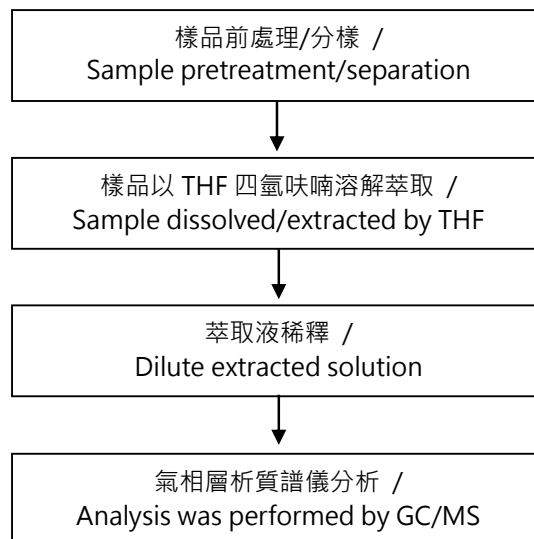 樣品前處理/分樣 /
Sample pretreatment/separation
樣品以 THF 四氫呋喃溶解萃取 /
Sample dissolved/extracted by THF
萃取液稀釋 /
Dilute extracted solution
氣相層析質譜儀分析 /
Analysis was performed by GC/MS